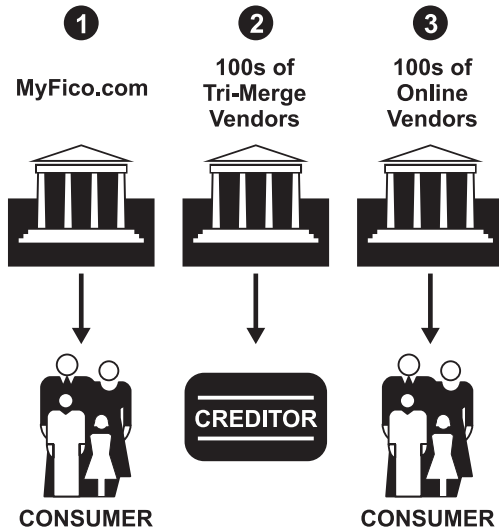 1
MyFico.com
CONSUMER
2
100s of
Tri-Merge
Vendors
CREDITOR
3
100s of
Online
Vendors
CONSUMER